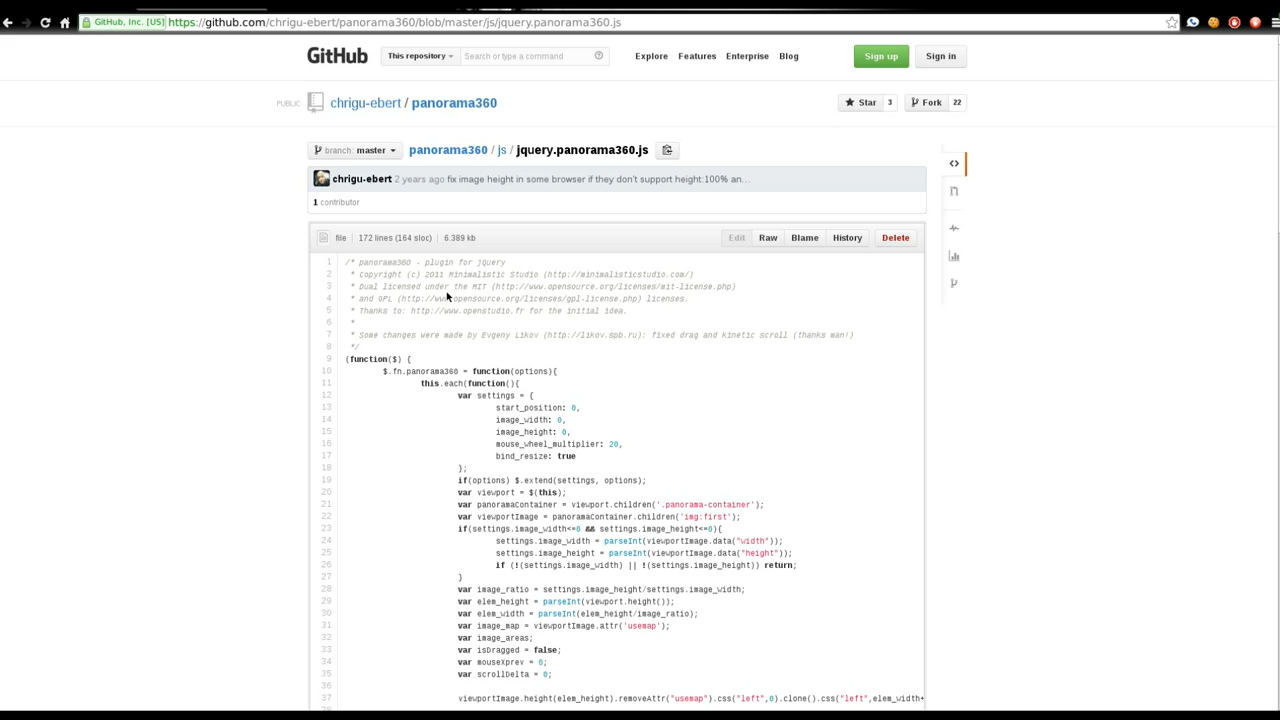 GitHub, Inc. [US] https://github.com/chrigu-ebert/panorama360/blob/master/js/jquery.panorama360.js
GitHub This repository Search or type a command Explore Features Enterprise Blog Sign up Sign in
PUBLIC chrigu-ebert / panorama360 Star 3 Fork 22
branch: master panorama360 / js / jquery.panorama360.js
chrigu-ebert 2 years ago fix image height in some browser if they don't support height:100% an…
1 contributor
file 172 lines (164 sloc) 6.389 kb Edit Raw Blame History Delete
1 /* panorama360 - plugin for jQuery
2 * Copyright (c) 2011 Minimalistic Studio (http://minimalisticstudio.com/)
3 * Dual licensed under the MIT (http://www.opensource.org/licenses/mit-license.php)
4 * and GPL (http://www.opensource.org/licenses/gpl-license.php) licenses.
5 * Thanks to: http://www.openstudio.fr for the initial idea.
6 *
7 * Some changes were made by Evgeny Likov (http://likov.spb.ru): fixed drag and kinetic scroll (thanks man!)
8 */
9 (function($) {
10 $.fn.panorama360 = function(options){
11 this.each(function(){
12 var settings = {
13 start_position: 0,
14 image_width: 0,
15 image_height: 0,
16 mouse_wheel_multiplier: 20,
17 bind_resize: true
18 };
19 if(options) $.extend(settings, options);
20 var viewport = $(this);
21 var panoramaContainer = viewport.children('.panorama-container');
22 var viewportImage = panoramaContainer.children('img:first');
23 if(settings.image_width<=0 && settings.image_height<=0){
24 settings.image_width = parseInt(viewportImage.data("width"));
25 settings.image_height = parseInt(viewportImage.data("height"));
26 if (!(settings.image_width) || !(settings.image_height)) return;
27 }
28 var image_ratio = settings.image_height/settings.image_width;
29 var elem_height = parseInt(viewport.height());
30 var elem_width = parseInt(elem_height/image_ratio);
31 var image_map = viewportImage.attr('usemap');
32 var image_areas;
33 var isDragged = false;
34 var mouseXprev = 0;
35 var scrollDelta = 0;
36
37 viewportImage.height(elem_height).removeAttr("usemap").css("left",0).clone().css("left",elem_width+